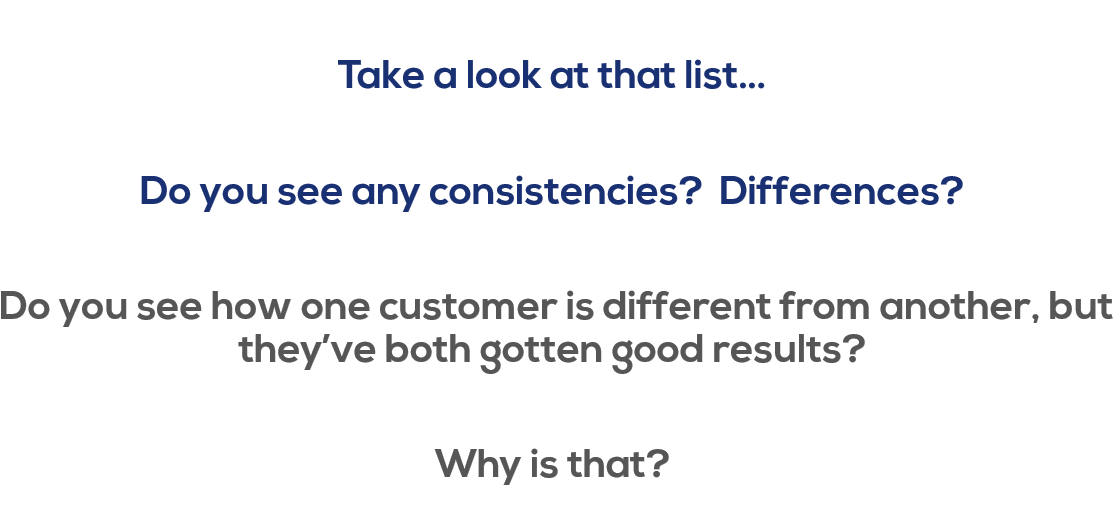 Take a look at that list...
Do you see any consistencies?  Differences?
Do you see how one customer is different from another, but
they’ve both gotten good results?
Why is that?